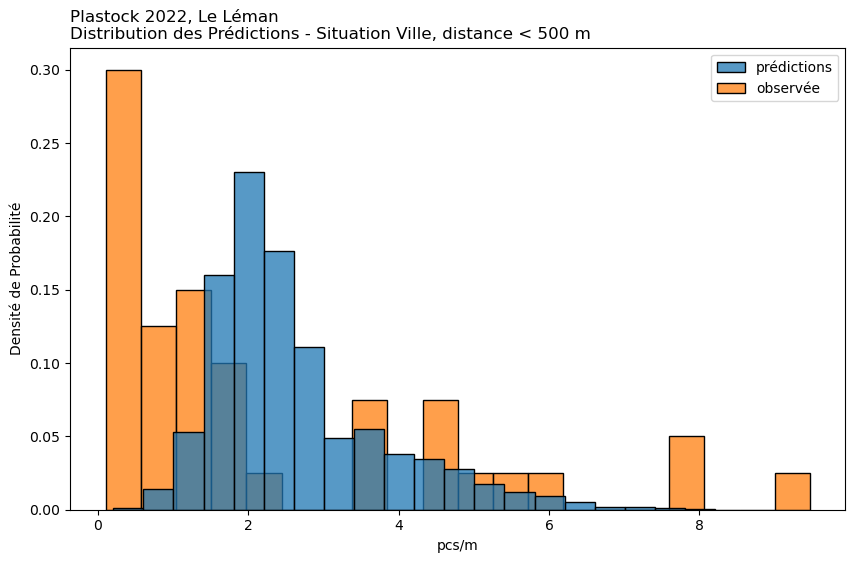 Plastock 2022, Le Léman
Distribution des Prédictions - Situation Ville, distance < 500 m
prédictions
observée
Densité de Probabilité
0.30
0.25
0.20
0.15
0.10
0.05
0.00
0
2
4
6
8
pcs/m